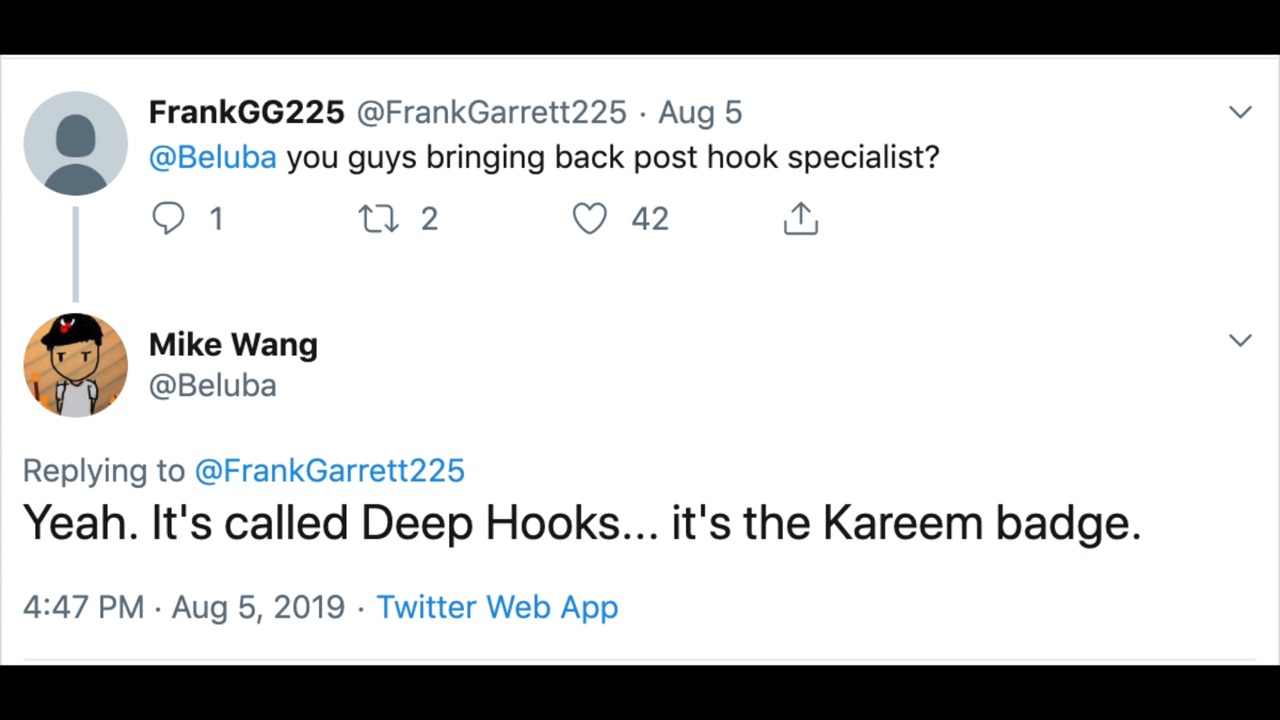 FrankGG225 @FrankGarrett225 · Aug 5
@Beluba you guys bringing back post hook specialist?
1 2 42
Mike Wang
@Beluba
Replying to @FrankGarrett225
Yeah. It's called Deep Hooks... it's the Kareem badge.
4:47 PM · Aug 5, 2019 · Twitter Web App